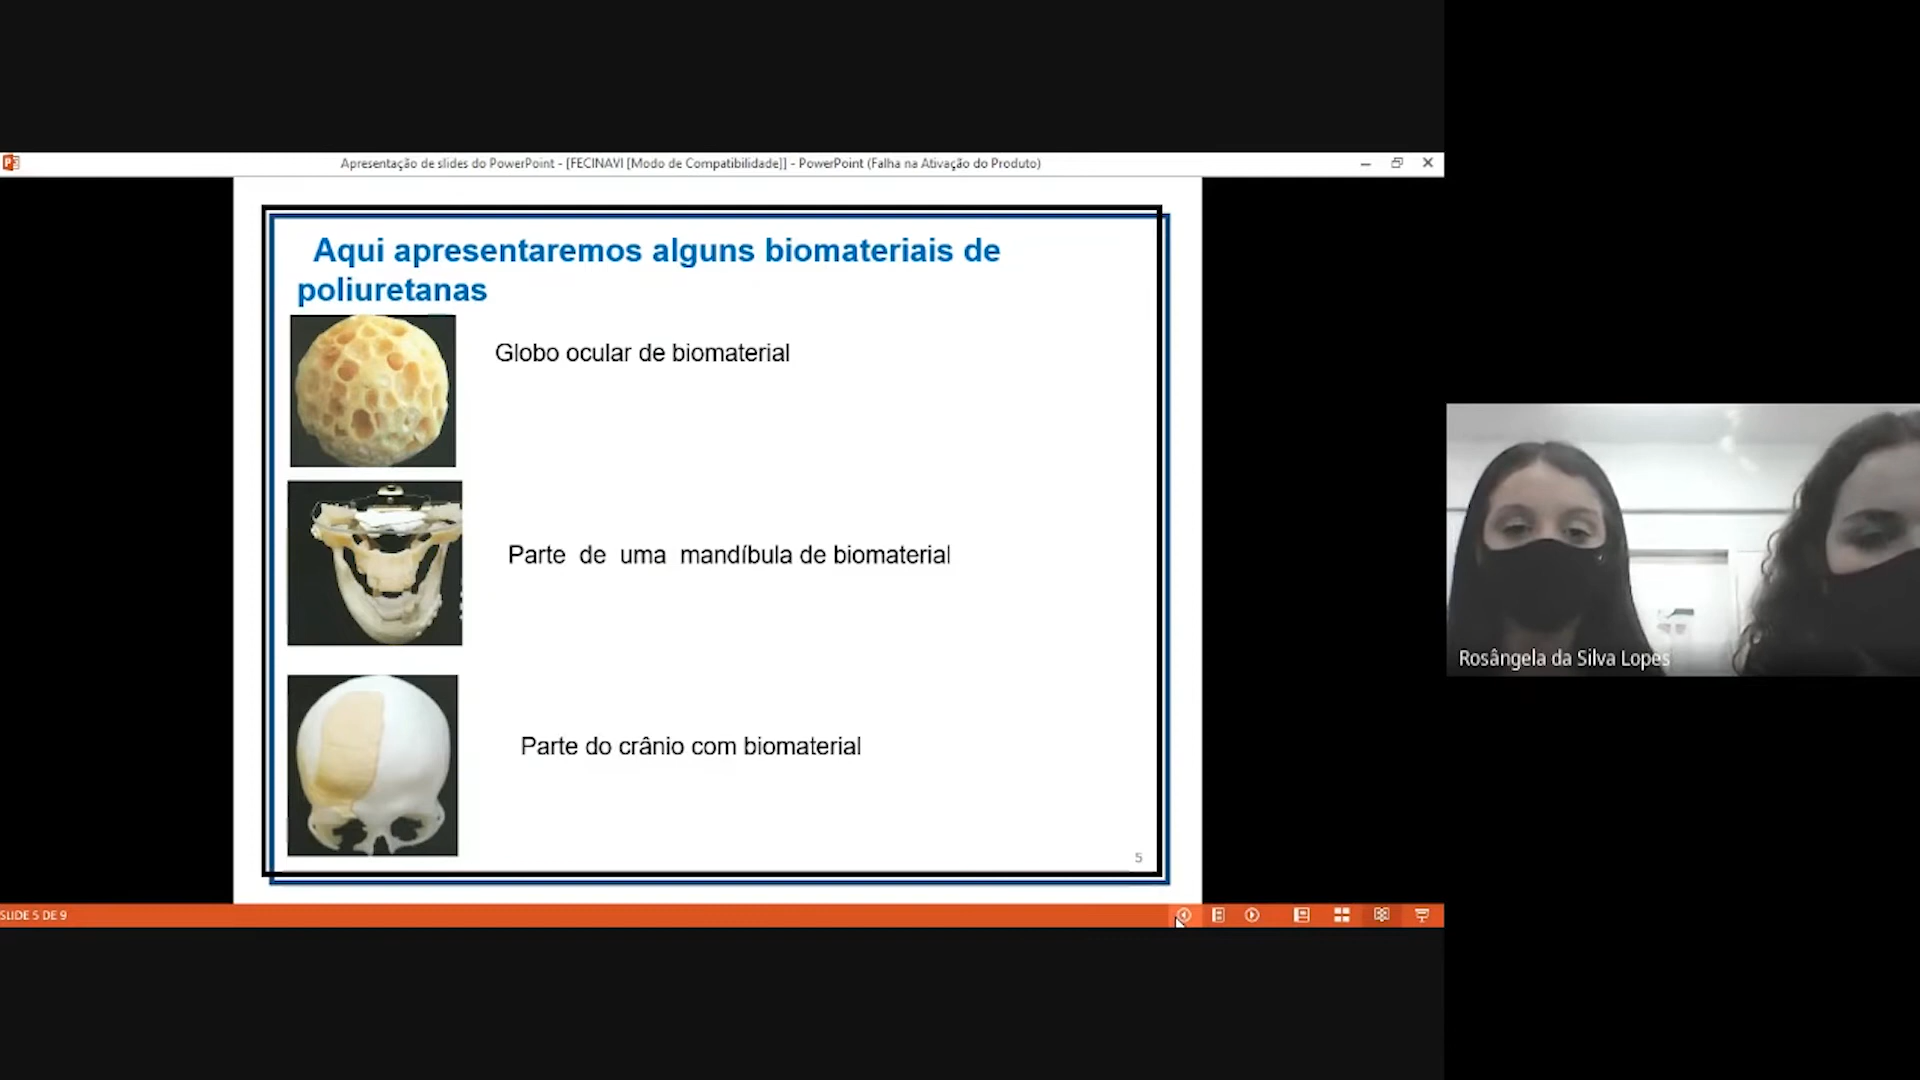 Apresentação de slides do PowerPoint - [FECINAVI [Modo de Compatibilidade]] - PowerPoint (Falha na Ativação do Produto)
Aqui apresentaremos alguns biomateriais de
poliuretanas
Globo ocular de biomaterial
Parte de uma mandíbula de biomaterial
Parte do crânio com biomaterial
5
SLIDE 5 DE 9
Rosângela da Silva Lopes